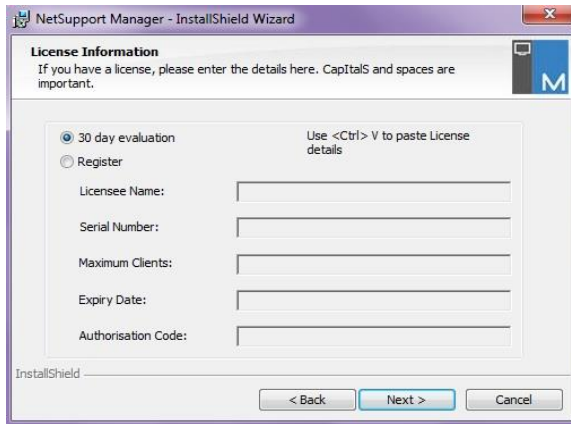 NetSupport Manager - InstallShield Wizard
License Information
If you have a license, please enter the details here. CapItalS and spaces are
important.
M
30 day evaluation
Use <Ctrl> V to paste License
details
Register
Licensee Name:
Serial Number:
Maximum Clients:
Expiry Date:
Authorisation Code:
InstallShield
< Back
Next >
Cancel